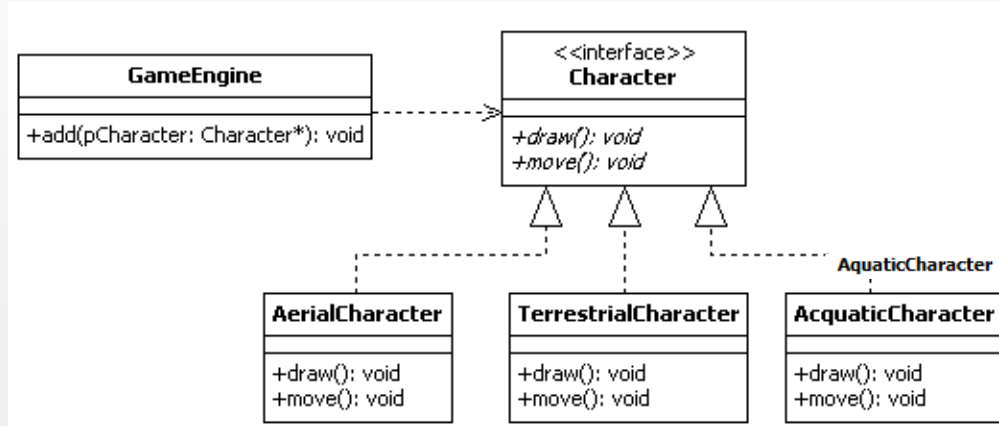 GameEngine
+add(pCharacter: Character*): void
<<interface>>
Character
+draw(): void
+move(): void
AquaticCharacter
AerialCharacter
+draw(): void
+move(): void
TerrestrialCharacter
+draw(): void
+move(): void
AcquaticCharacter
+draw(): void
+move(): void